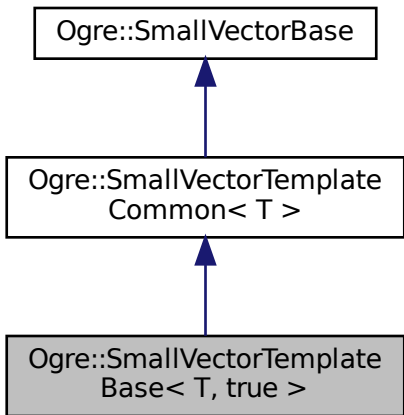 Ogre::SmallVectorBase
Ogre::SmallVectorTemplate
Common< T >
Ogre::SmallVectorTemplate
Base< T, true >